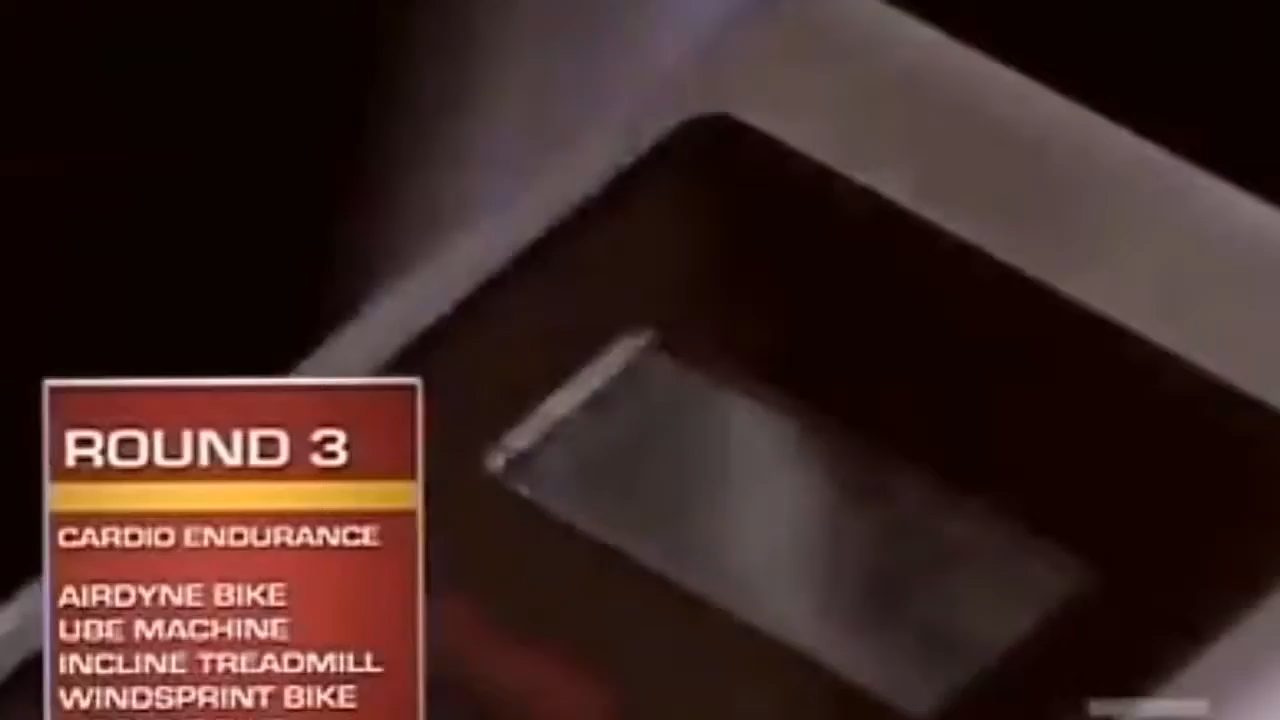 ROUND 3
CARDIO ENDURANCE
AIRDYNE BIKE
UBE MACHINE
INCLINE TREADMILL
WINDSPRINT BIKE